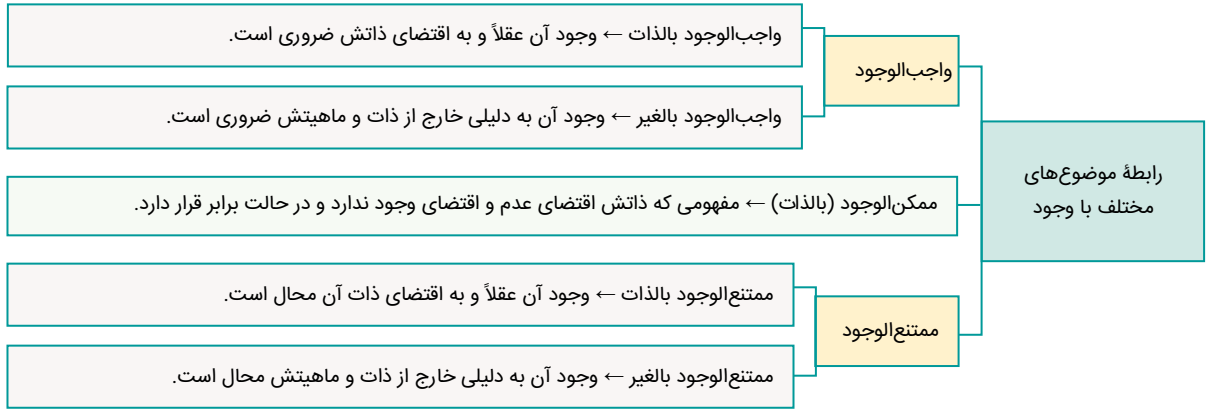 رابطهٔ موضوع‌های
مختلف با وجود
واجب‌الوجود
واجب‌الوجود بالذات ← وجود آن عقلاً و به اقتضای ذاتش ضروری است.
واجب‌الوجود بالغیر ← وجود آن به دلیلی خارج از ذات و ماهیتش ضروری است.
ممکن‌الوجود (بالذات) ← مفهومی که ذاتش اقتضای عدم و اقتضای وجود ندارد و در حالت برابر قرار دارد.
ممتنع‌الوجود
ممتنع‌الوجود بالذات ← وجود آن عقلاً و به اقتضای ذات آن محال است.
ممتنع‌الوجود بالغیر ← وجود آن به دلیلی خارج از ذات و ماهیتش محال است.